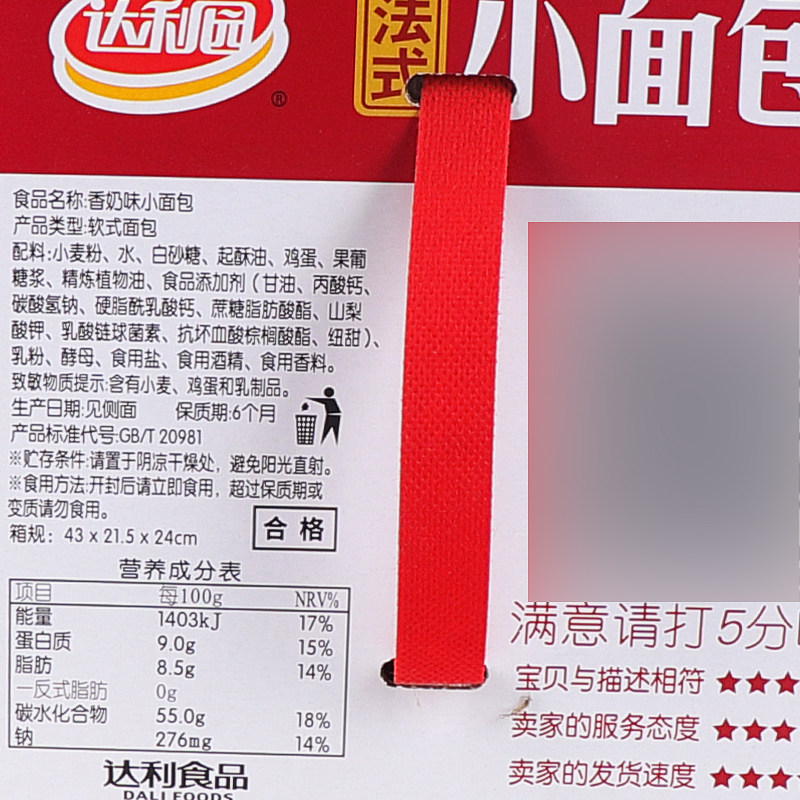 达利园
®
法式
小面包
食品名称:香奶味小面包
产品类型:软式面包
配料:小麦粉、水、白砂糖、起酥油、鸡蛋、果葡
糖浆、精炼植物油、食品添加剂（甘油、丙酸钙、
碳酸氢钠、硬脂酰乳酸钙、蔗糖脂肪酸酯、山梨
酸钾、乳酸链球菌素、抗坏血酸棕榈酸酯、纽甜）、
乳粉、酵母、食用盐、食用酒精、食用香料。
致敏物质提示:含有小麦、鸡蛋和乳制品。
生产日期:见侧面 保质期:6个月
产品标准代号:GB/T 20981
※贮存条件:请置于阴凉干燥处，避免阳光直射。
※食用方法:开封后请立即食用，超过保质期或
变质请勿食用。
箱规：43 x 21.5 x 24cm
合格
营养成分表
项目 每100g NRV%
能量 1403kJ 17%
蛋白质 9.0g 15%
脂肪 8.5g 14%
一反式脂肪 0g
碳水化合物 55.0g 18%
钠 276mg 14%
达利食品
DALI FOODS
满意请打5分
宝贝与描述相符 ★★★
卖家的服务态度 ★★★
卖家的发货速度 ★★★